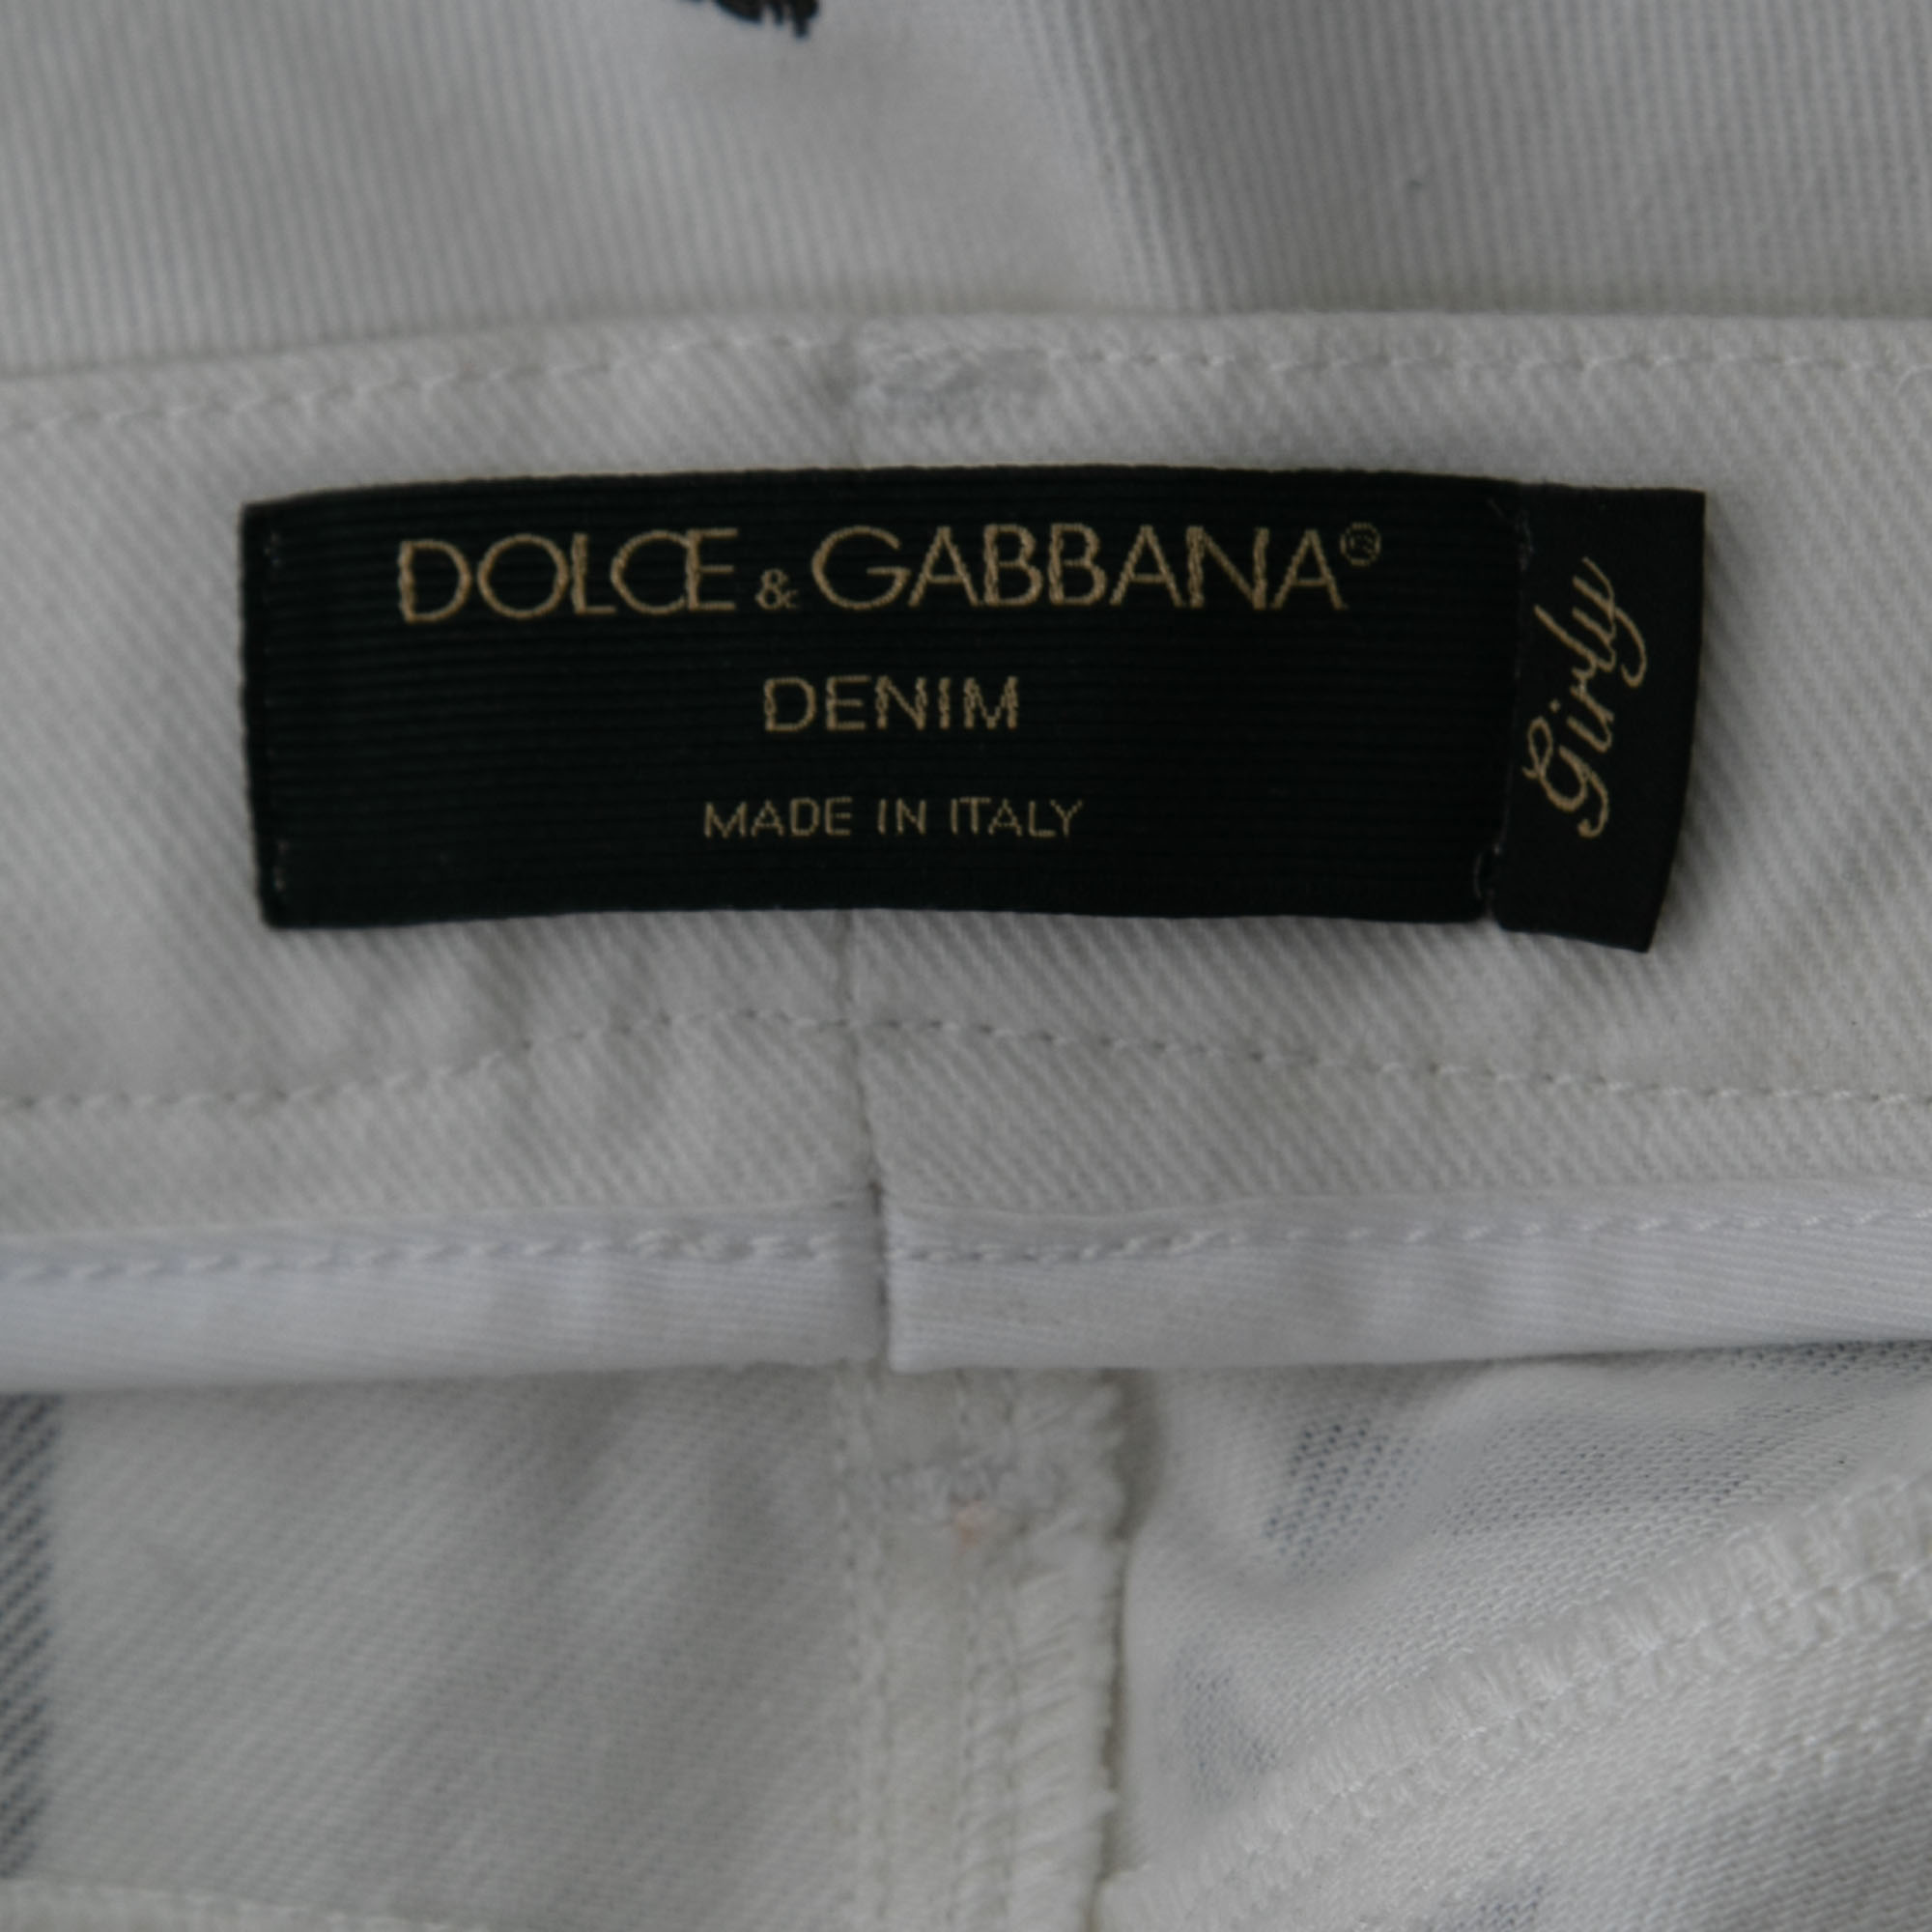 DOLCE & GABBANA®
DENIM
MADE IN ITALY
Girly